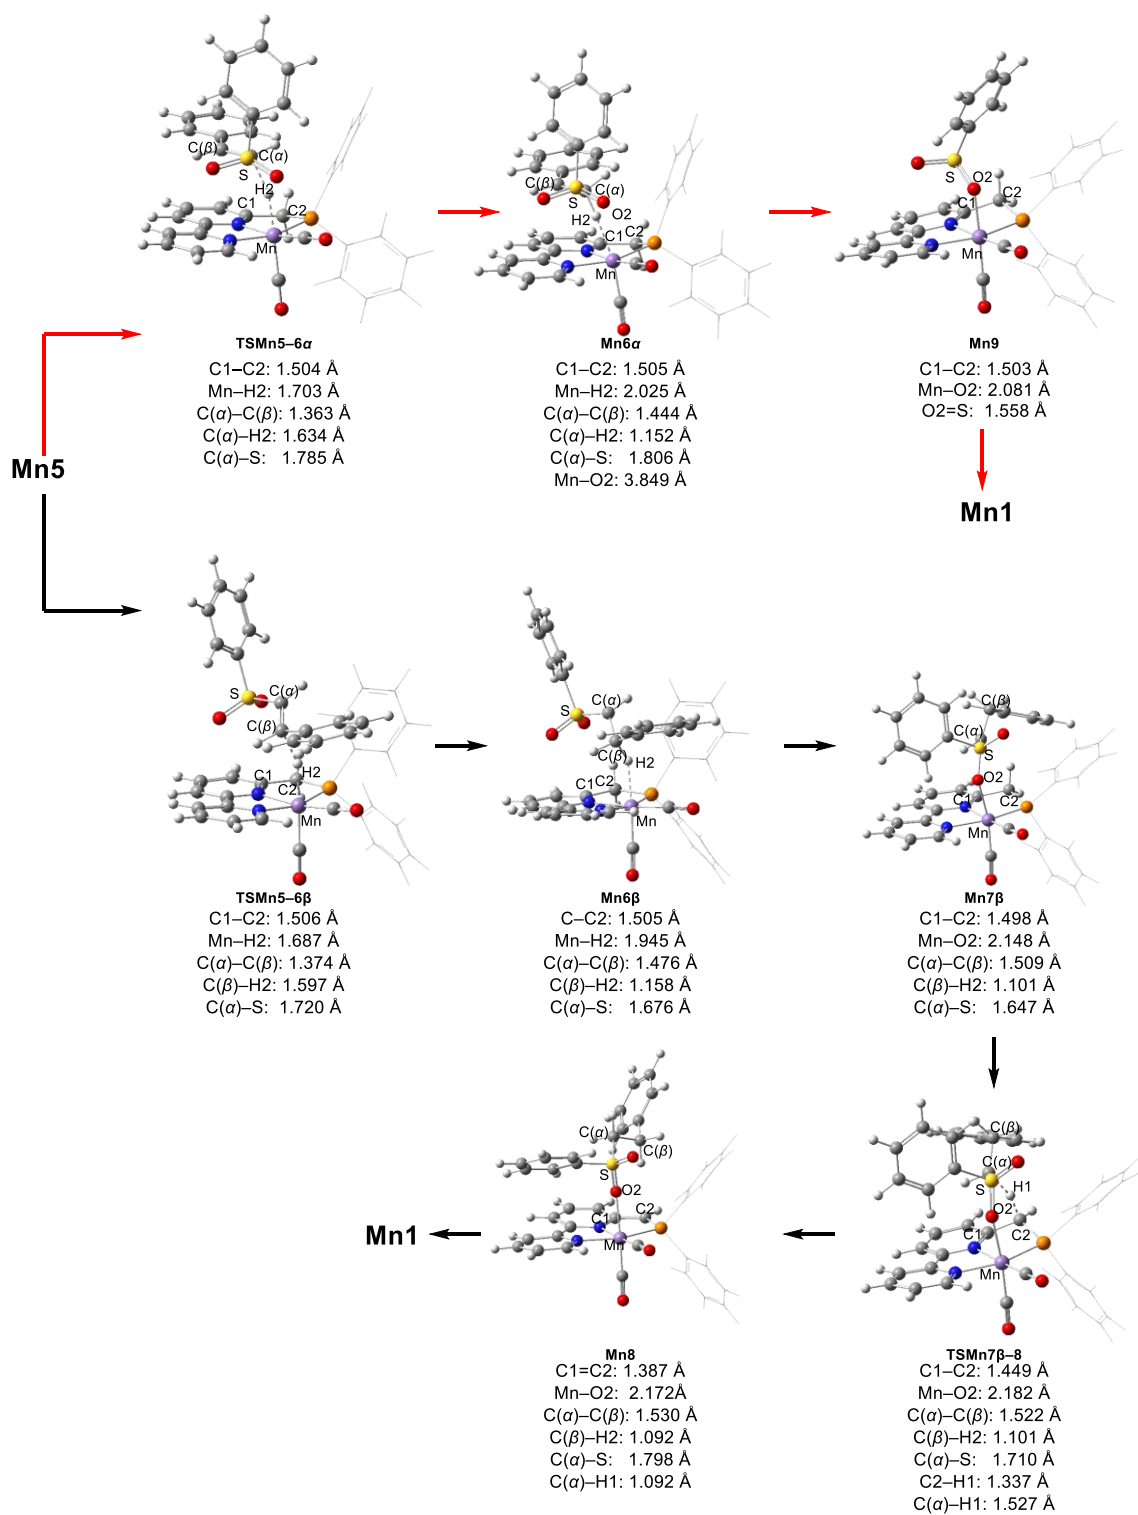 C(β)
C(α)
S
H2
C1
C2
Mn
C(β)
C(α)
S
O2
H2
C1
C2
Mn
S
O2
C1
C2
Mn
TSMn5–6α
C1–C2: 1.504 Å
Mn–H2: 1.703 Å
C(α)–C(β): 1.363 Å
C(α)–H2: 1.634 Å
C(α)–S: 1.785 Å
Mn6α
C1–C2: 1.505 Å
Mn–H2: 2.025 Å
C(α)–C(β): 1.444 Å
C(α)–H2: 1.152 Å
C(α)–S: 1.806 Å
Mn–O2: 3.849 Å
Mn9
C1–C2: 1.503 Å
Mn–O2: 2.081 Å
O2=S: 1.558 Å
Mn5
Mn1
S
C(α)
C(β)
H2
C1
C2
Mn
S
C(α)
C(β)
H2
C1
C2
Mn
C(β)
C(α)
S
O2
C1
C2
Mn
TSMn5–6β
C1–C2: 1.506 Å
Mn–H2: 1.687 Å
C(α)–C(β): 1.374 Å
C(β)–H2: 1.597 Å
C(α)–S: 1.720 Å
Mn6β
C–C2: 1.505 Å
Mn–H2: 1.945 Å
C(α)–C(β): 1.476 Å
C(β)–H2: 1.158 Å
C(α)–S: 1.676 Å
Mn7β
C1–C2: 1.498 Å
Mn–O2: 2.148 Å
C(α)–C(β): 1.509 Å
C(β)–H2: 1.101 Å
C(α)–S: 1.647 Å
Mn1
C(α)
C(β)
S
O2
C1
C2
Mn
C(β)
C(α)
S
H1
O2
C1
C2
Mn
Mn8
C1=C2: 1.387 Å
Mn–O2: 2.172Å
C(α)–C(β): 1.530 Å
C(β)–H2: 1.092 Å
C(α)–S: 1.798 Å
C(α)–H1: 1.092 Å
TSMn7β–8
C1–C2: 1.449 Å
Mn–O2: 2.182 Å
C(α)–C(β): 1.522 Å
C(β)–H2: 1.101 Å
C(α)–S: 1.710 Å
C2–H1: 1.337 Å
C(α)–H1: 1.527 Å